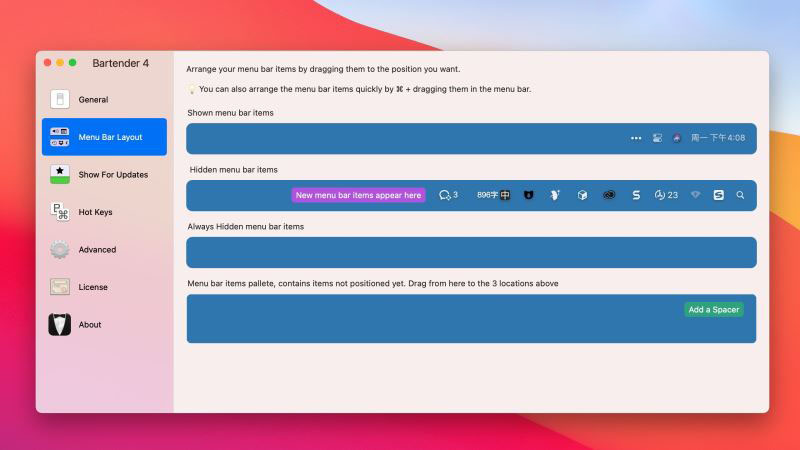 Bartender 4
General
Menu Bar Layout
Show For Updates
Hot Keys
Advanced
License
About
Arrange your menu bar items by dragging them to the position you want.
You can also arrange the menu bar items quickly by ⌘ + dragging them in the menu bar.
Shown menu bar items
周一 下午4:08
Hidden menu bar items
New menu bar items appear here 3 896字 中 23
Always Hidden menu bar items
Menu bar items pallete, contains items not positioned yet. Drag from here to the 3 locations above
Add a Spacer